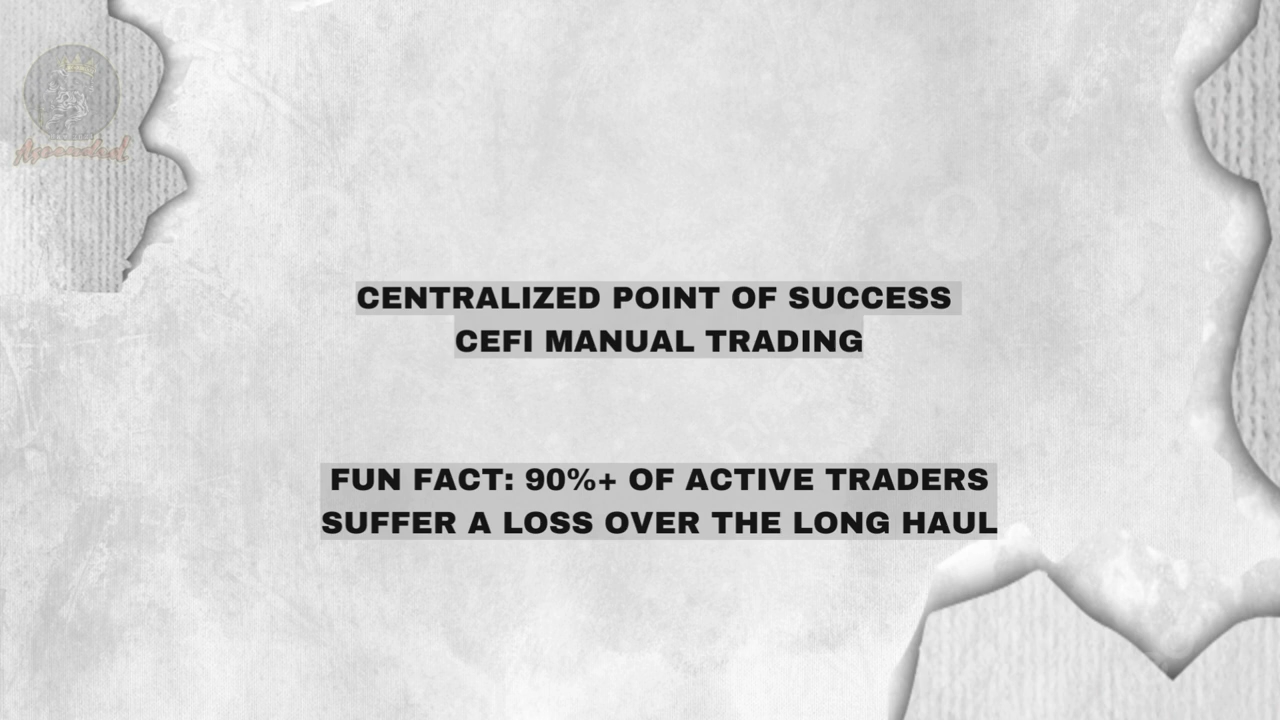 CENTRALIZED POINT OF SUCCESS
CEFI MANUAL TRADING
FUN FACT: 90%+ OF ACTIVE TRADERS
SUFFER A LOSS OVER THE LONG HAUL